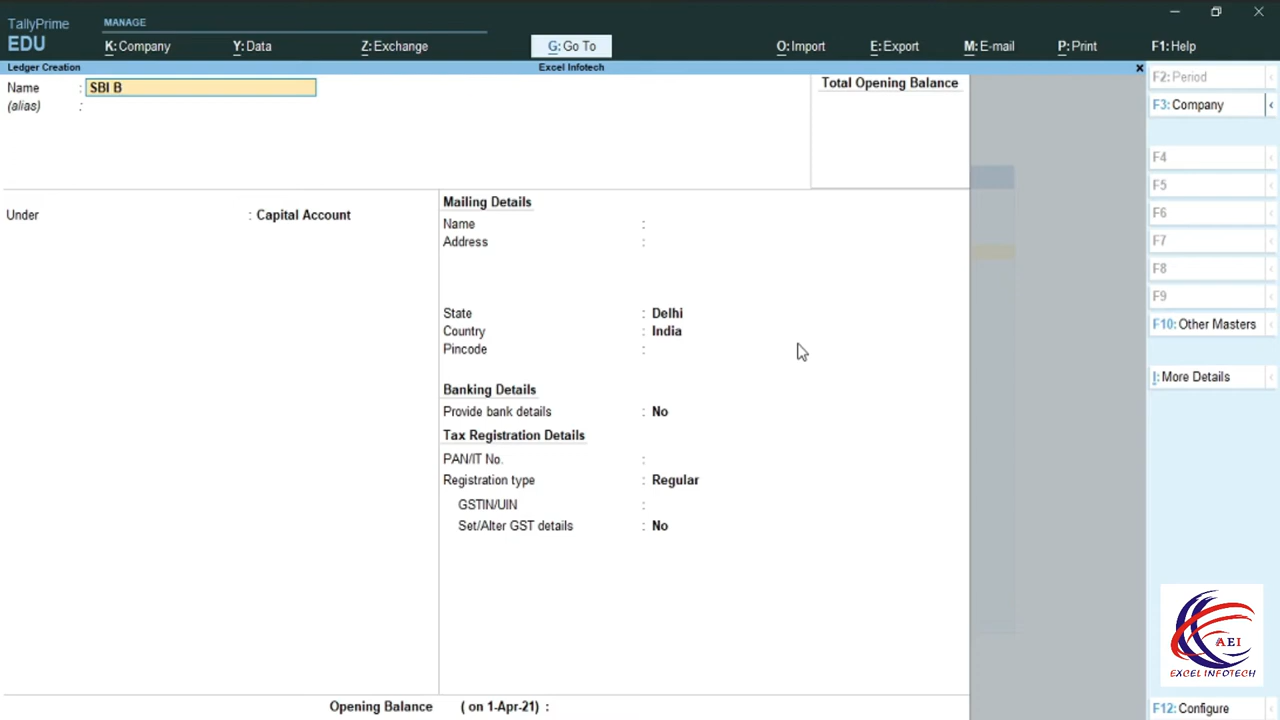 TallyPrime
EDU
MANAGE
K: Company
Y: Data
Z: Exchange
G: Go To
O: Import
E: Export
M: E-mail
P: Print
F1: Help
Ledger Creation
Excel Infotech
Name : SBI B
(alias) :
Total Opening Balance
Under : Capital Account
Mailing Details
Name :
Address :
State : Delhi
Country : India
Pincode :
Banking Details
Provide bank details : No
Tax Registration Details
PAN/IT No. :
Registration type : Regular
GSTIN/UIN :
Set/Alter GST details : No
Opening Balance ( on 1-Apr-21) :
F2: Period
F3: Company
F4
F5
F6
F7
F8
F9
F10: Other Masters
I: More Details
AEI
EXCEL INFOTECH
F12: Configure